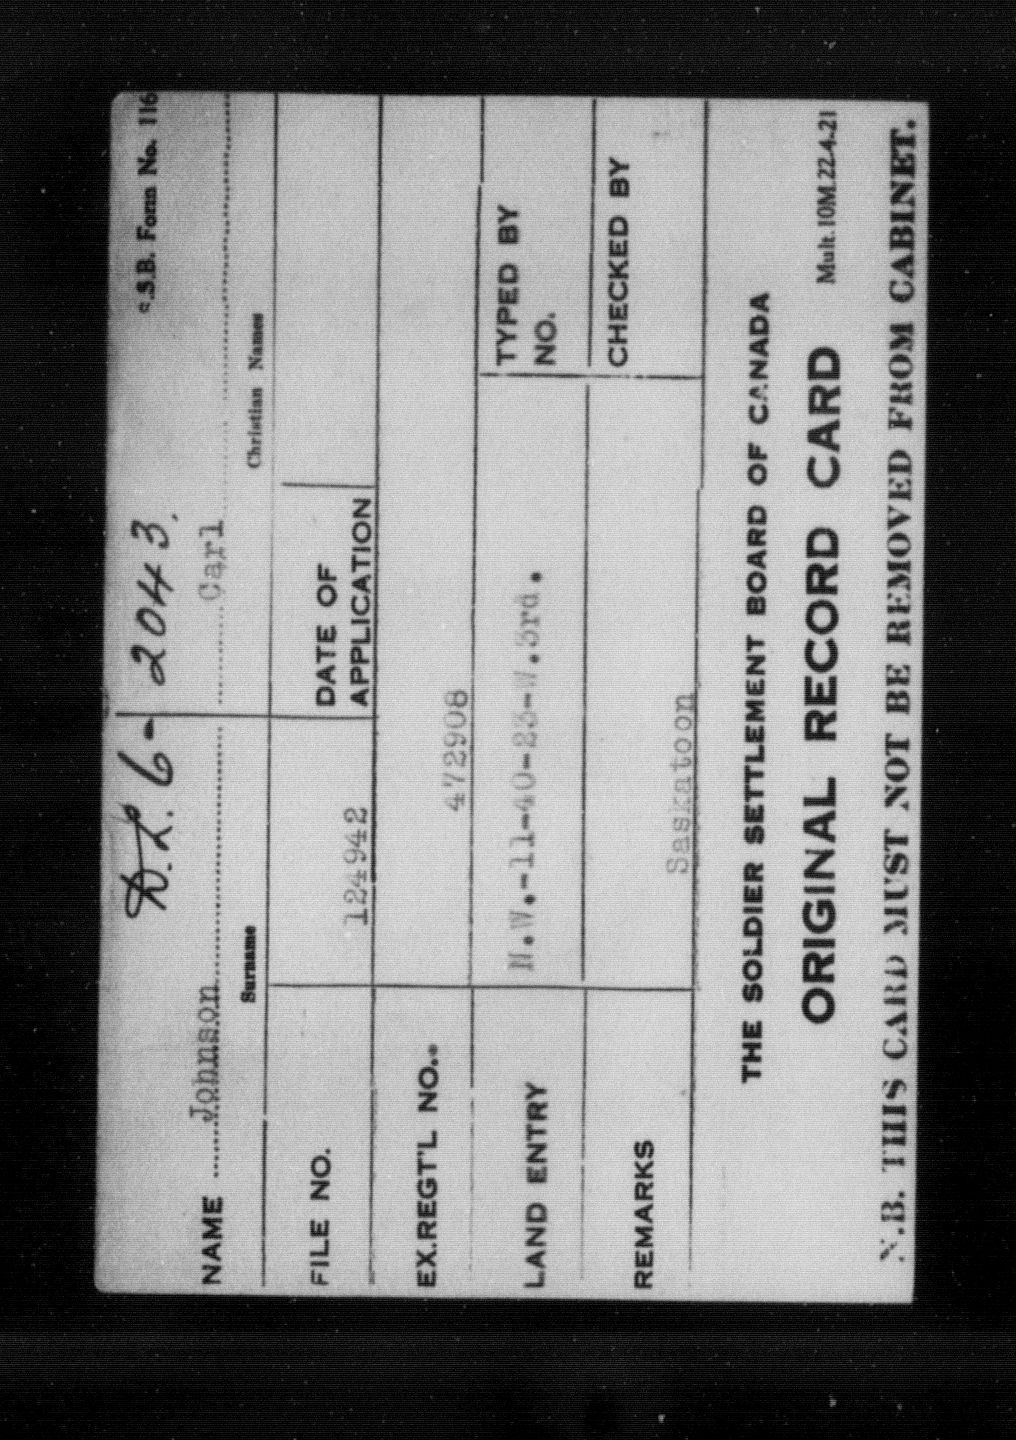 S.B. Form No. 116
D.L. 6- 2043.
NAME Johnson Carl
Surname Christian Names
FILE NO. 124942 DATE OF APPLICATION
EX.REGT'L NO. 472908
LAND ENTRY N.W.-11-40-23-W.3rd. TYPED BY NO.
REMARKS Saskatoon CHECKED BY
THE SOLDIER SETTLEMENT BOARD OF CANADA
ORIGINAL RECORD CARD Mult.10M.22-4-21
N.B. THIS CARD MUST NOT BE REMOVED FROM CABINET.